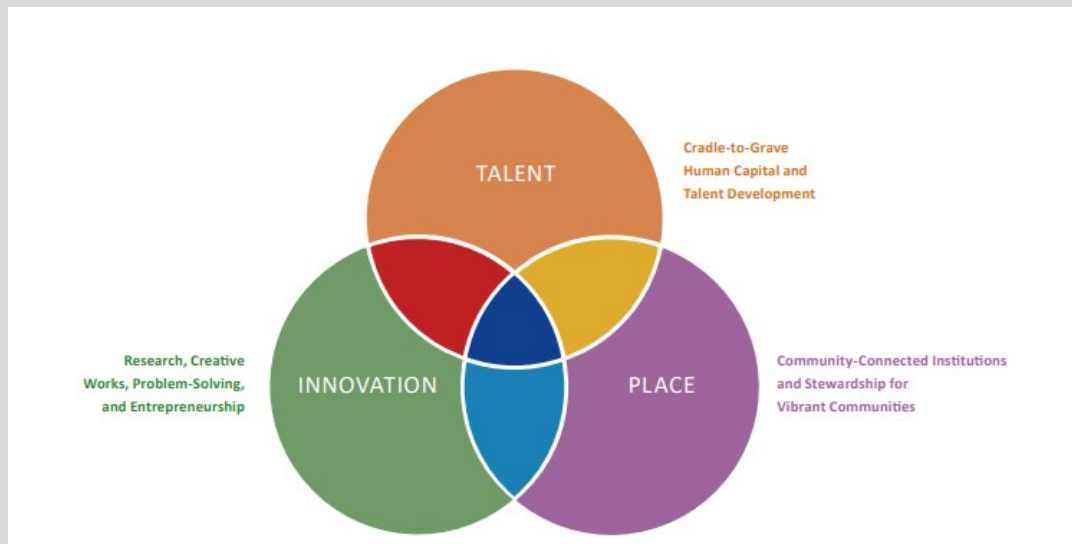 TALENT
Cradle-to-Grave
Human Capital and
Talent Development
Research, Creative
Works, Problem-Solving,
and Entrepreneurship
INNOVATION
PLACE
Community-Connected Institutions
and Stewardship for
Vibrant Communities